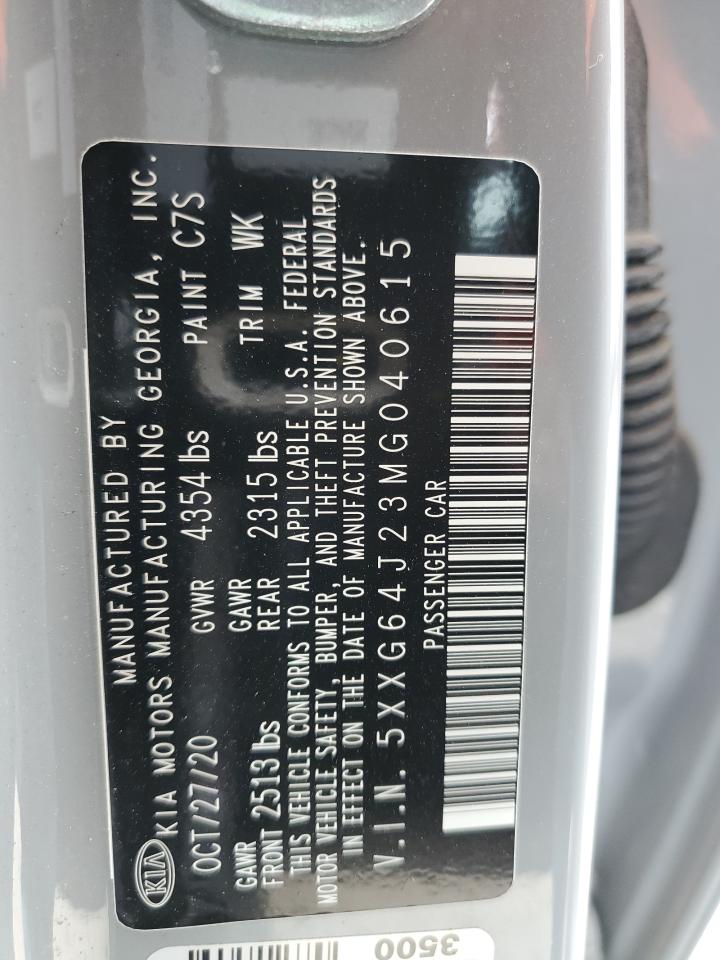 MANUFACTURED BY
KIA KIA MOTORS MANUFACTURING GEORGIA, INC.
OCT/27/20 GVWR 4354 lbs PAINT C7S
GAWR GAWR
FRONT 2513 lbs REAR 2315 lbs TRIM WK
THIS VEHICLE CONFORMS TO ALL APPLICABLE U.S.A. FEDERAL
MOTOR VEHICLE SAFETY, BUMPER, AND THEFT PREVENTION STANDARDS
IN EFFECT ON THE DATE OF MANUFACTURE SHOWN ABOVE.
V.I.N. 5XXG64J23MG040615
PASSENGER CAR
3500